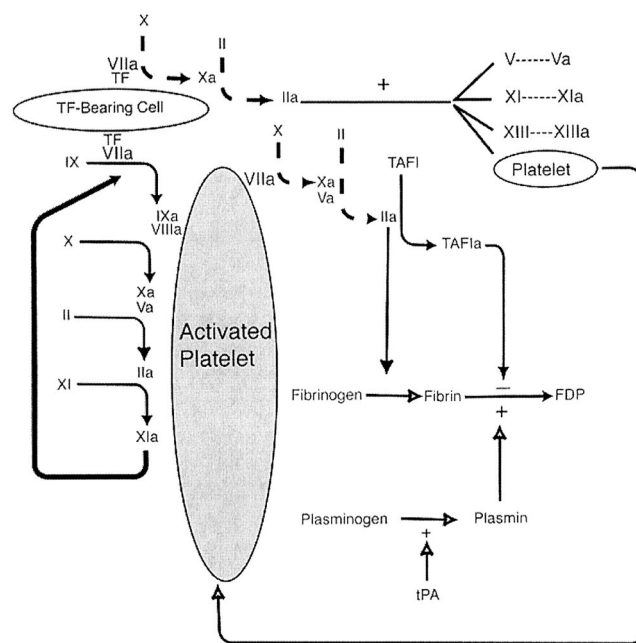 X
II
VIIa
TF
Xa
IIa
+
V------Va
XI------XIa
XIII----XIIIa
Platelet
TF-Bearing Cell
TF
VIIa
IX
IXa
VIIIa
X
Xa
Va
II
IIa
XI
XIa
Activated
Platelet
X
II
VIIa
Xa
Va
IIa
TAFI
TAFIa
Fibrinogen
Fibrin
–
+
FDP
Plasminogen
Plasmin
+
tPA